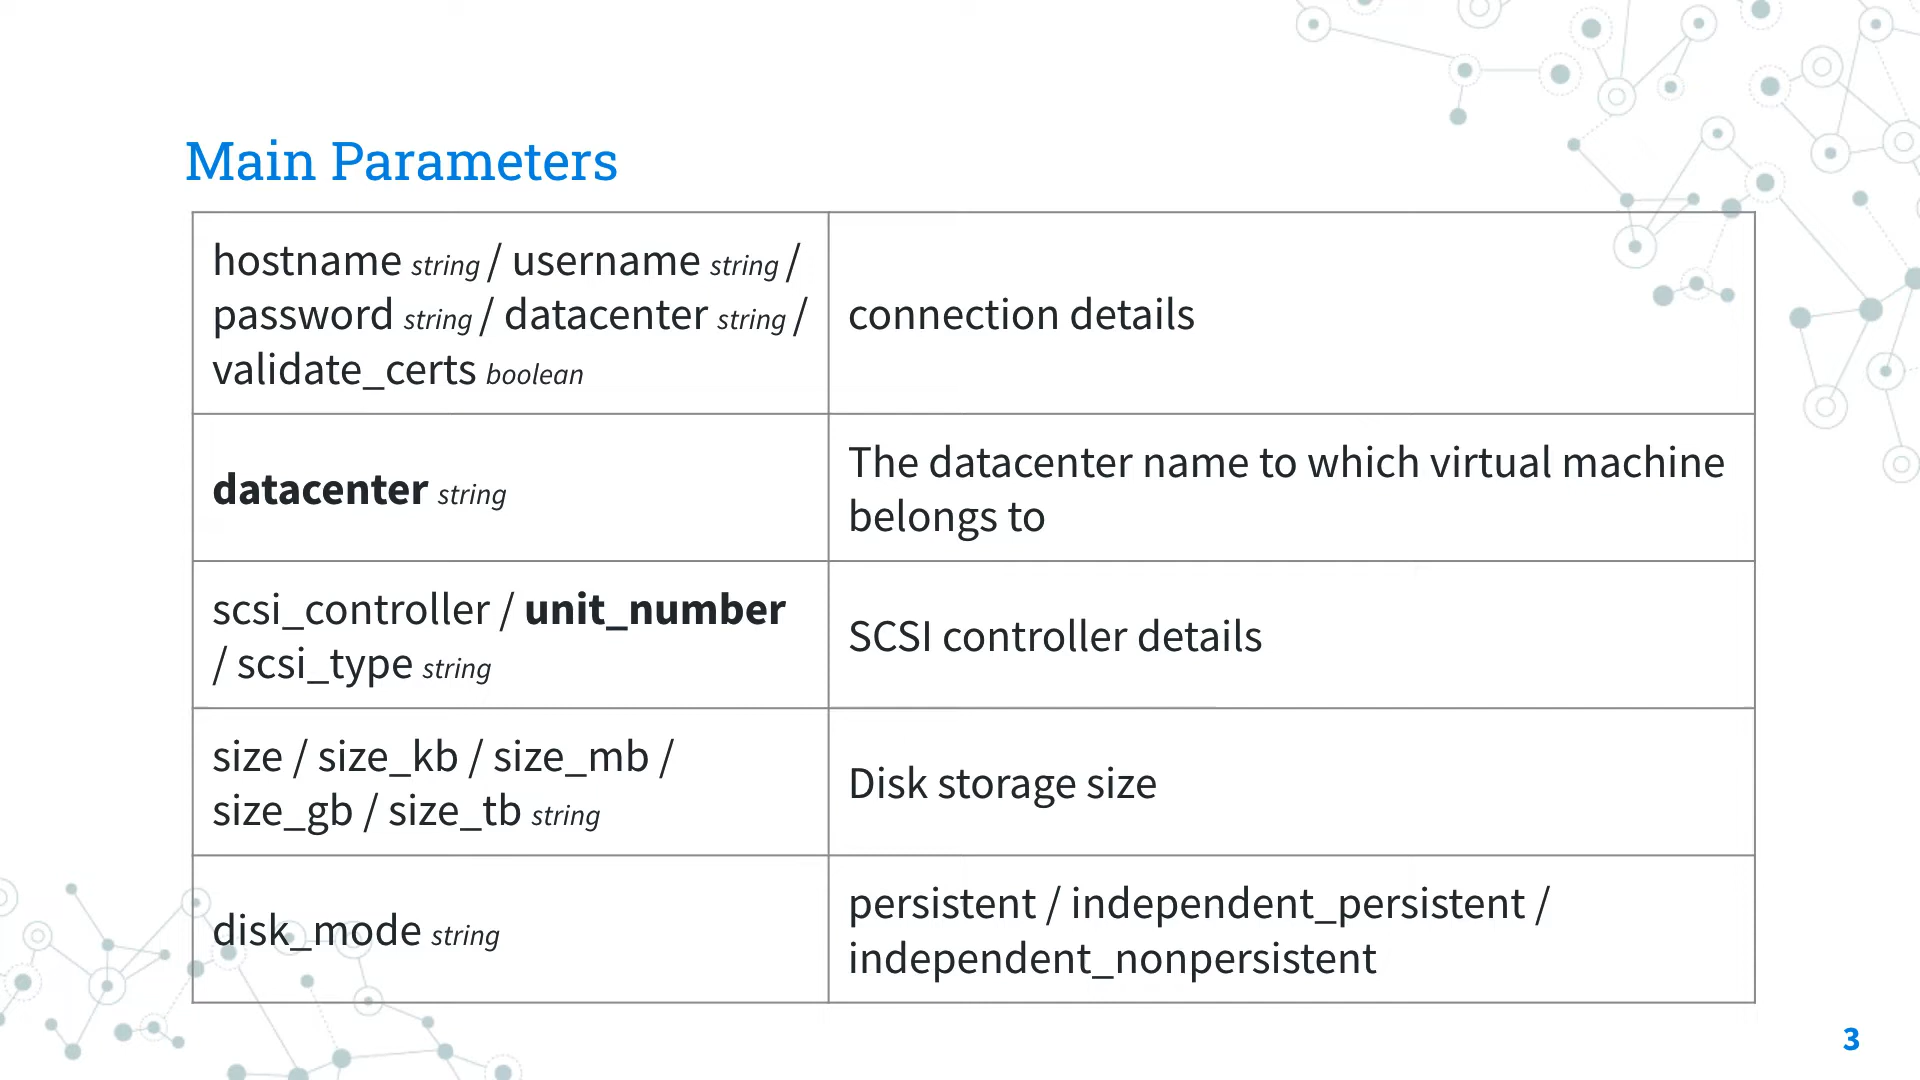 Main Parameters
hostname string / username string /
password string / datacenter string /
validate_certs boolean
connection details
datacenter string
The datacenter name to which virtual machine
belongs to
scsi_controller / unit_number
/ scsi_type string
SCSI controller details
size / size_kb / size_mb /
size_gb / size_tb string
Disk storage size
disk_mode string
persistent / independent_persistent /
independent_nonpersistent
3